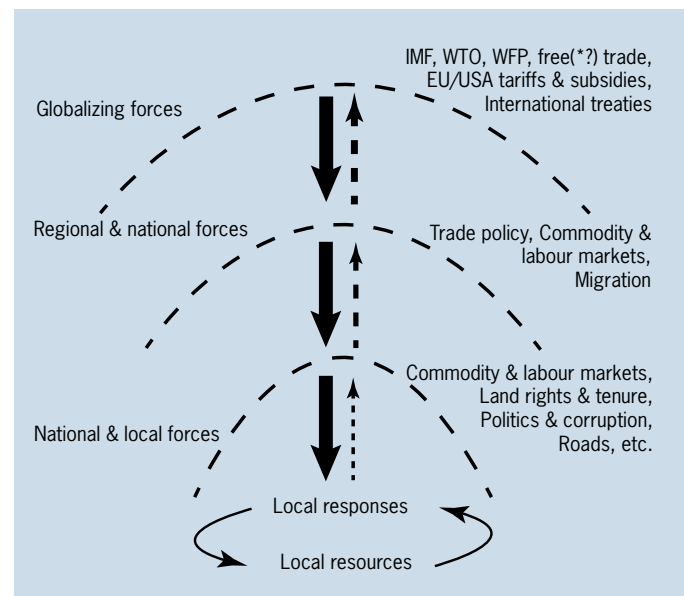 IMF, WTO, WFP, free(*?) trade,
EU/USA tariffs & subsidies,
International treaties
Globalizing forces
Regional & national forces
Trade policy, Commodity &
labour markets,
Migration
Commodity & labour markets,
Land rights & tenure,
Politics & corruption,
Roads, etc.
National & local forces
Local responses
Local resources